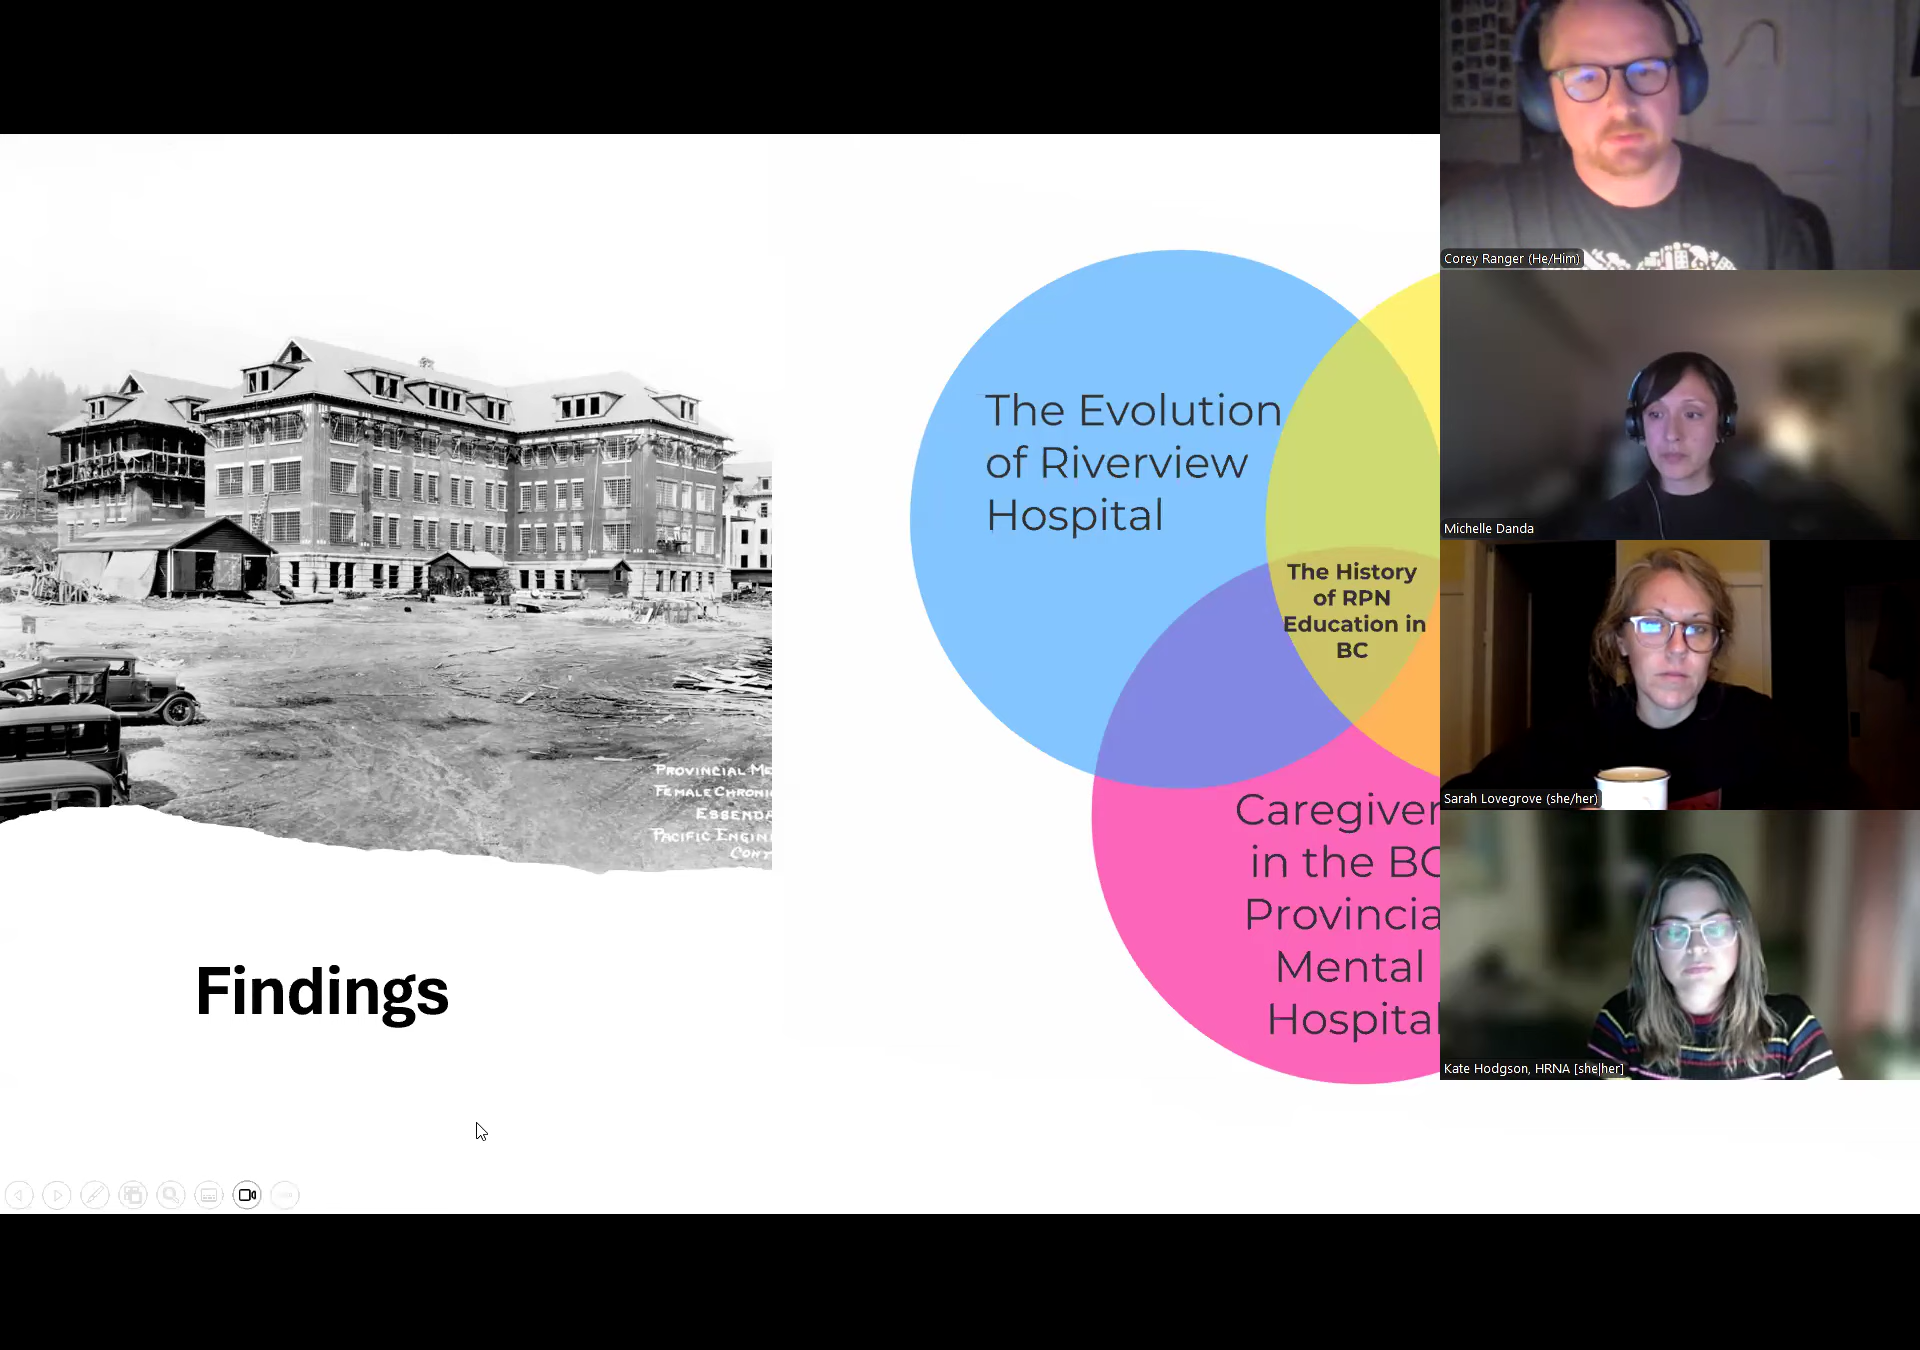 The Evolution
of Riverview
Hospital
The History
of RPN
Education in
BC
Caregiver
in the BC
Provincia
Mental
Hospital
PROVINCIAL ME
FEMALE CHRONI
ESSENDA
PACIFIC ENGIN
CONT
Findings
Corey Ranger (He/Him)
Michelle Danda
Sarah Lovegrove (she/her)
Kate Hodgson, HRNA [she|her]